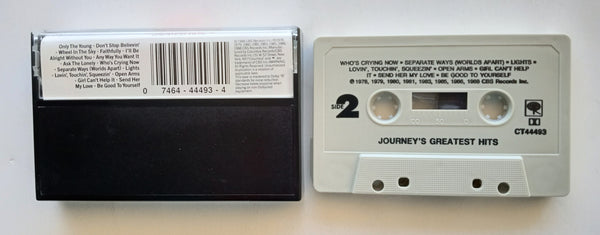 Only The Young · Don't Stop Believin'
· Wheel In The Sky · Faithfully · I'll Be
Alright Without You · Any Way You Want It
· Ask The Lonely · Who's Crying Now
· Separate Ways (Worlds Apart) · Lights
· Lovin', Touchin', Squeezin' · Open Arms
· Girl Can't Help It · Send Her
My Love · Be Good To Yourself
0 7464-44493-4
WHO'S CRYING NOW • SEPARATE WAYS (WORLDS APART) • LIGHTS •
LOVIN', TOUCHIN', SQUEEZIN' • OPEN ARMS • GIRL CAN'T HELP
IT • SEND HER MY LOVE • BE GOOD TO YOURSELF
© 1978, 1979, 1980, 1981, 1983, 1985, 1986, 1988 CBS Records Inc.
SIDE 2
CT44493
JOURNEY'S GREATEST HITS